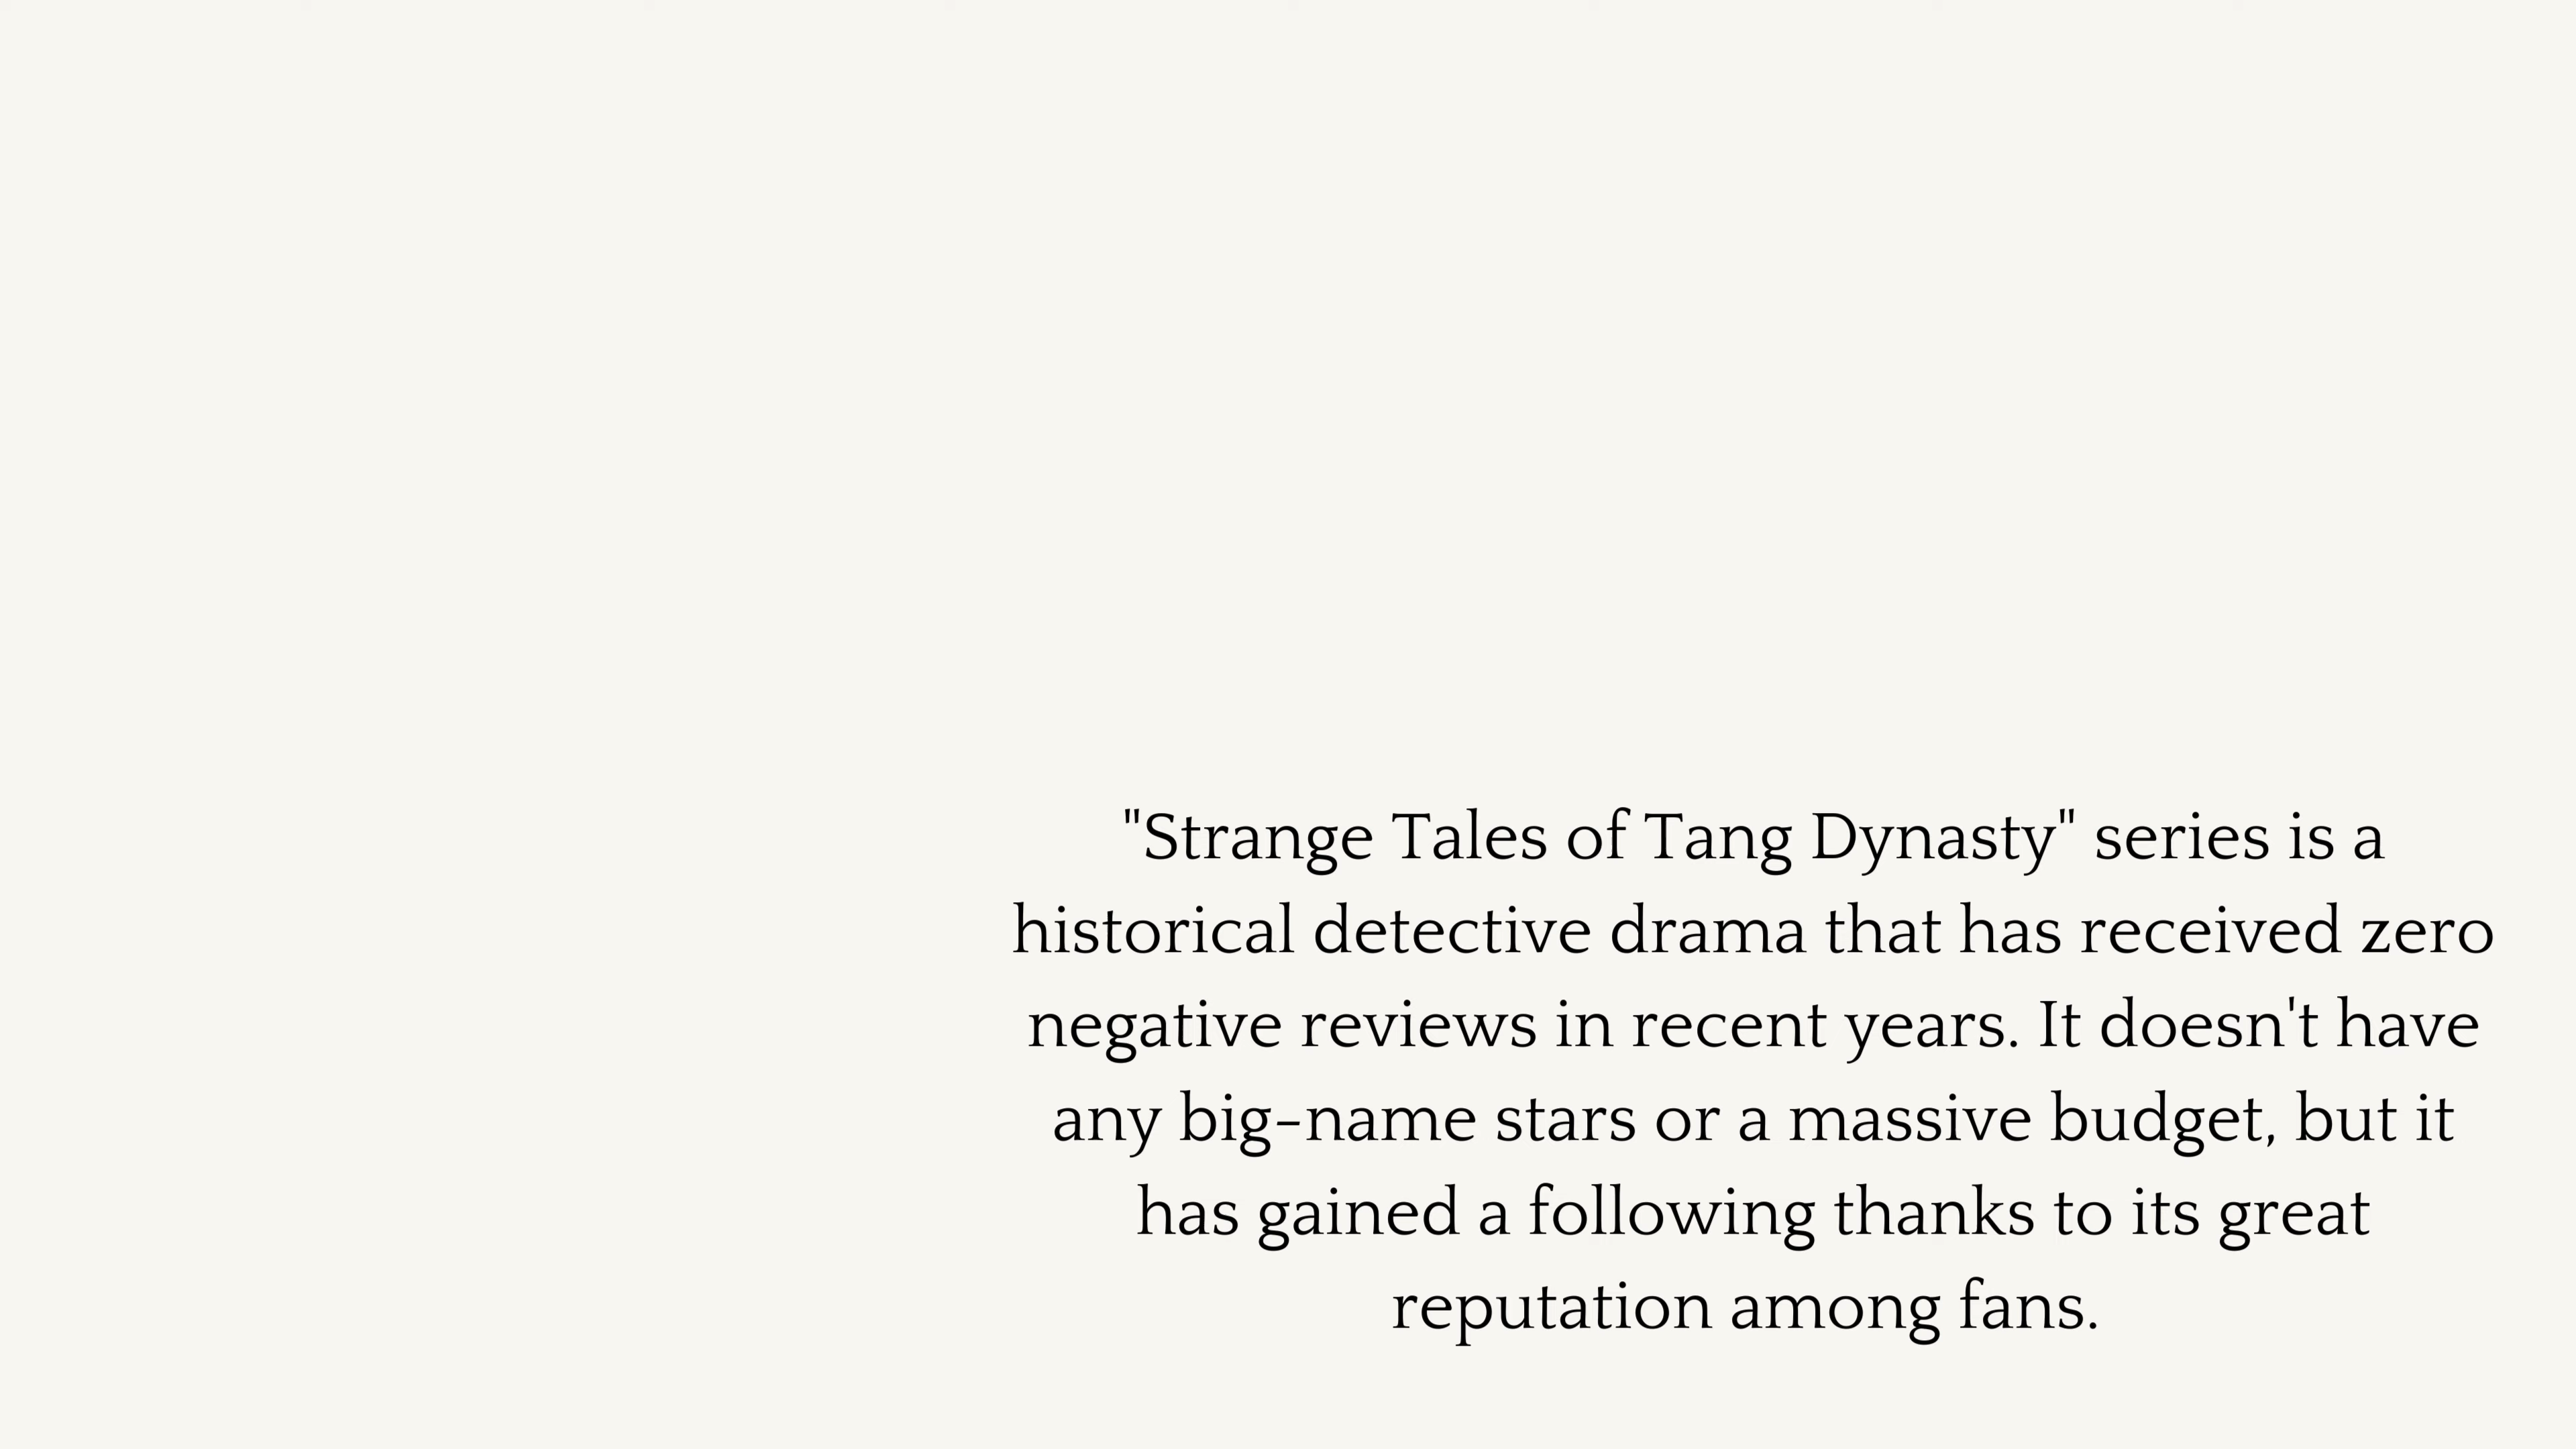 "Strange Tales of Tang Dynasty" series is a
historical detective drama that has received zero
negative reviews in recent years. It doesn't have
any big-name stars or a massive budget, but it
has gained a following thanks to its great
reputation among fans.